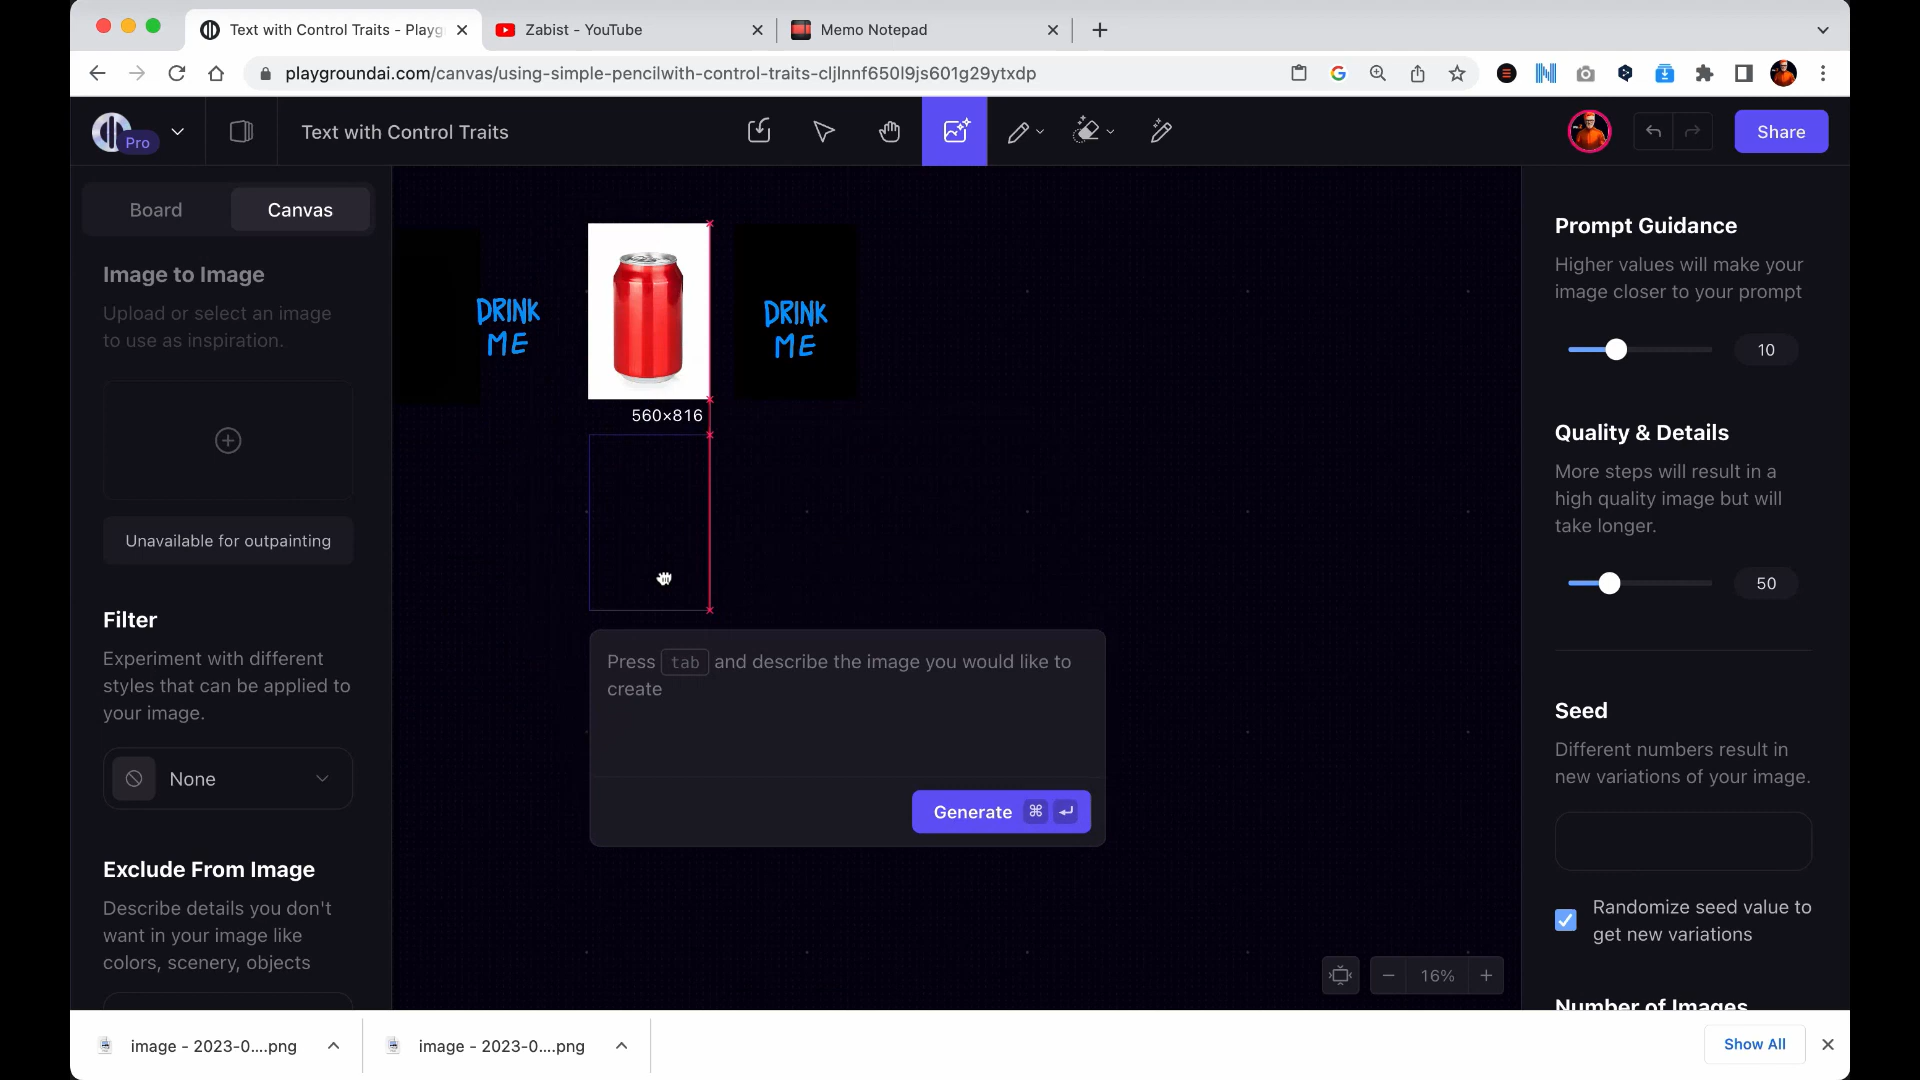 Text with Control Traits - Playg
Zabist - YouTube
Memo Notepad
playgroundai.com/canvas/using-simple-pencilwith-control-traits-cljlnnf650l9js601g29ytxdp
Pro
Text with Control Traits
Share
Board
Canvas
Image to Image
Upload or select an image
to use as inspiration.
Unavailable for outpainting
Filter
Experiment with different
styles that can be applied to
your image.
None
Exclude From Image
Describe details you don't
want in your image like
colors, scenery, objects
DRINK
ME
560×816
DRINK
ME
Press tab and describe the image you would like to
create
Generate ⌘
16%
Prompt Guidance
Higher values will make your
image closer to your prompt
10
Quality & Details
More steps will result in a
high quality image but will
take longer.
50
Seed
Different numbers result in
new variations of your image.
Randomize seed value to
get new variations
Number of Images
image - 2023-0....png
image - 2023-0....png
Show All